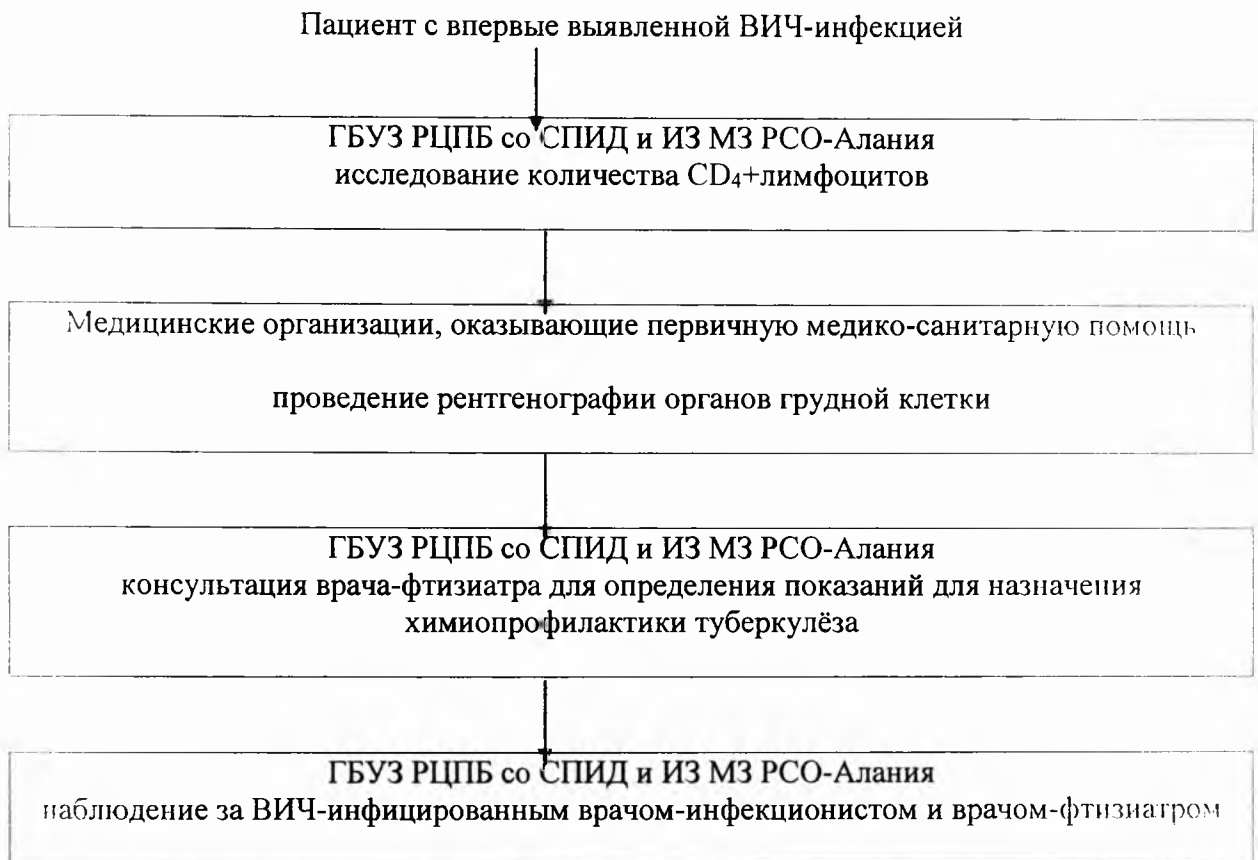 Пациент с впервые выявленной ВИЧ-инфекцией
ГБУЗ РЦПБ со СПИД и ИЗ МЗ РСО-Алания
исследование количества CD4+лимфоцитов
Медицинские организации, оказывающие первичную медико-санитарную помощь
проведение рентгенографии органов грудной клетки
ГБУЗ РЦПБ со СПИД и ИЗ МЗ РСО-Алания
консультация врача-фтизиатра для определения показаний для назначения
химиопрофилактики туберкулёза
ГБУЗ РЦПБ со СПИД и ИЗ МЗ РСО-Алания
наблюдение за ВИЧ-инфицированным врачом-инфекционистом и врачом-фтизиатром